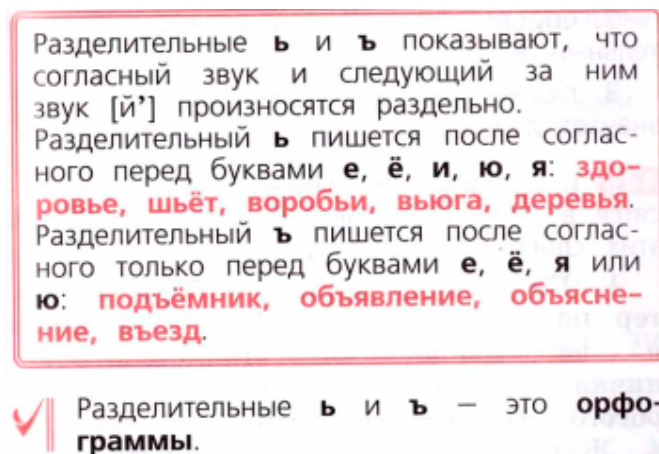 Разделительные ь и ъ показывают, что
согласный звук и следующий за ним
звук [й’] произносятся раздельно.
Разделительный ь пишется после соглас-
ного перед буквами е, ё, и, ю, я: здо-
ровье, шьёт, воробьи, вьюга, деревья.
Разделительный ъ пишется после соглас-
ного только перед буквами е, ё, я или
ю: подъёмник, объявление, объясне-
ние, въезд.
Разделительные ь и ъ — это орфо-
граммы.